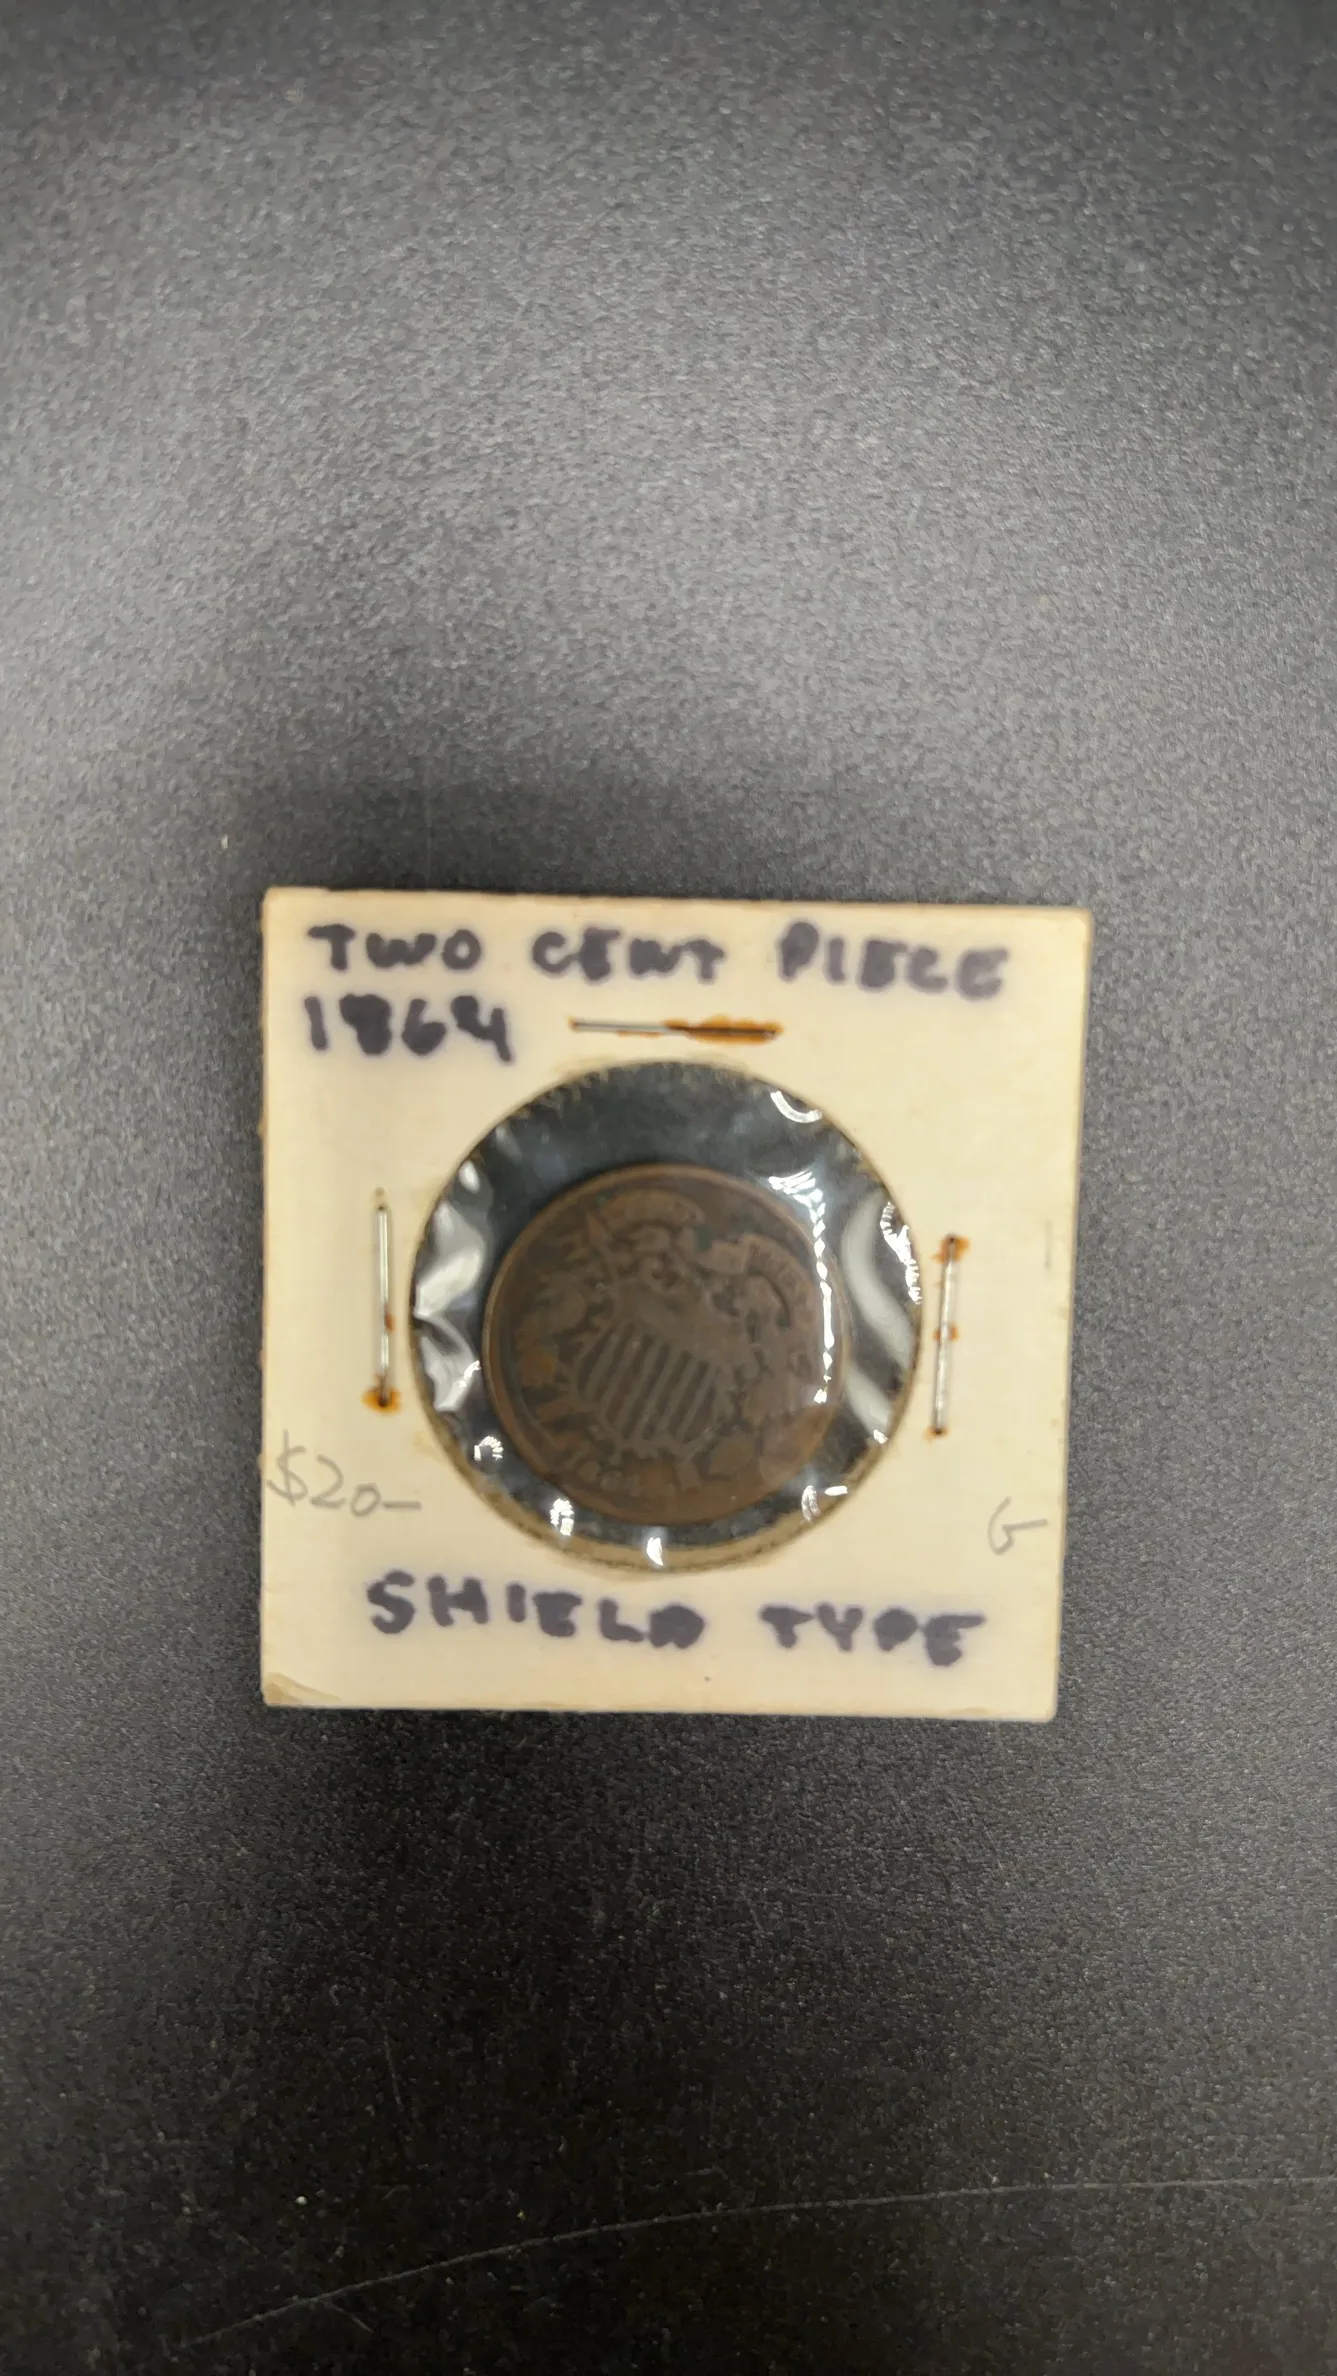 TWO CENT PIECE
1864
$20-
G
SHIELD TYPE